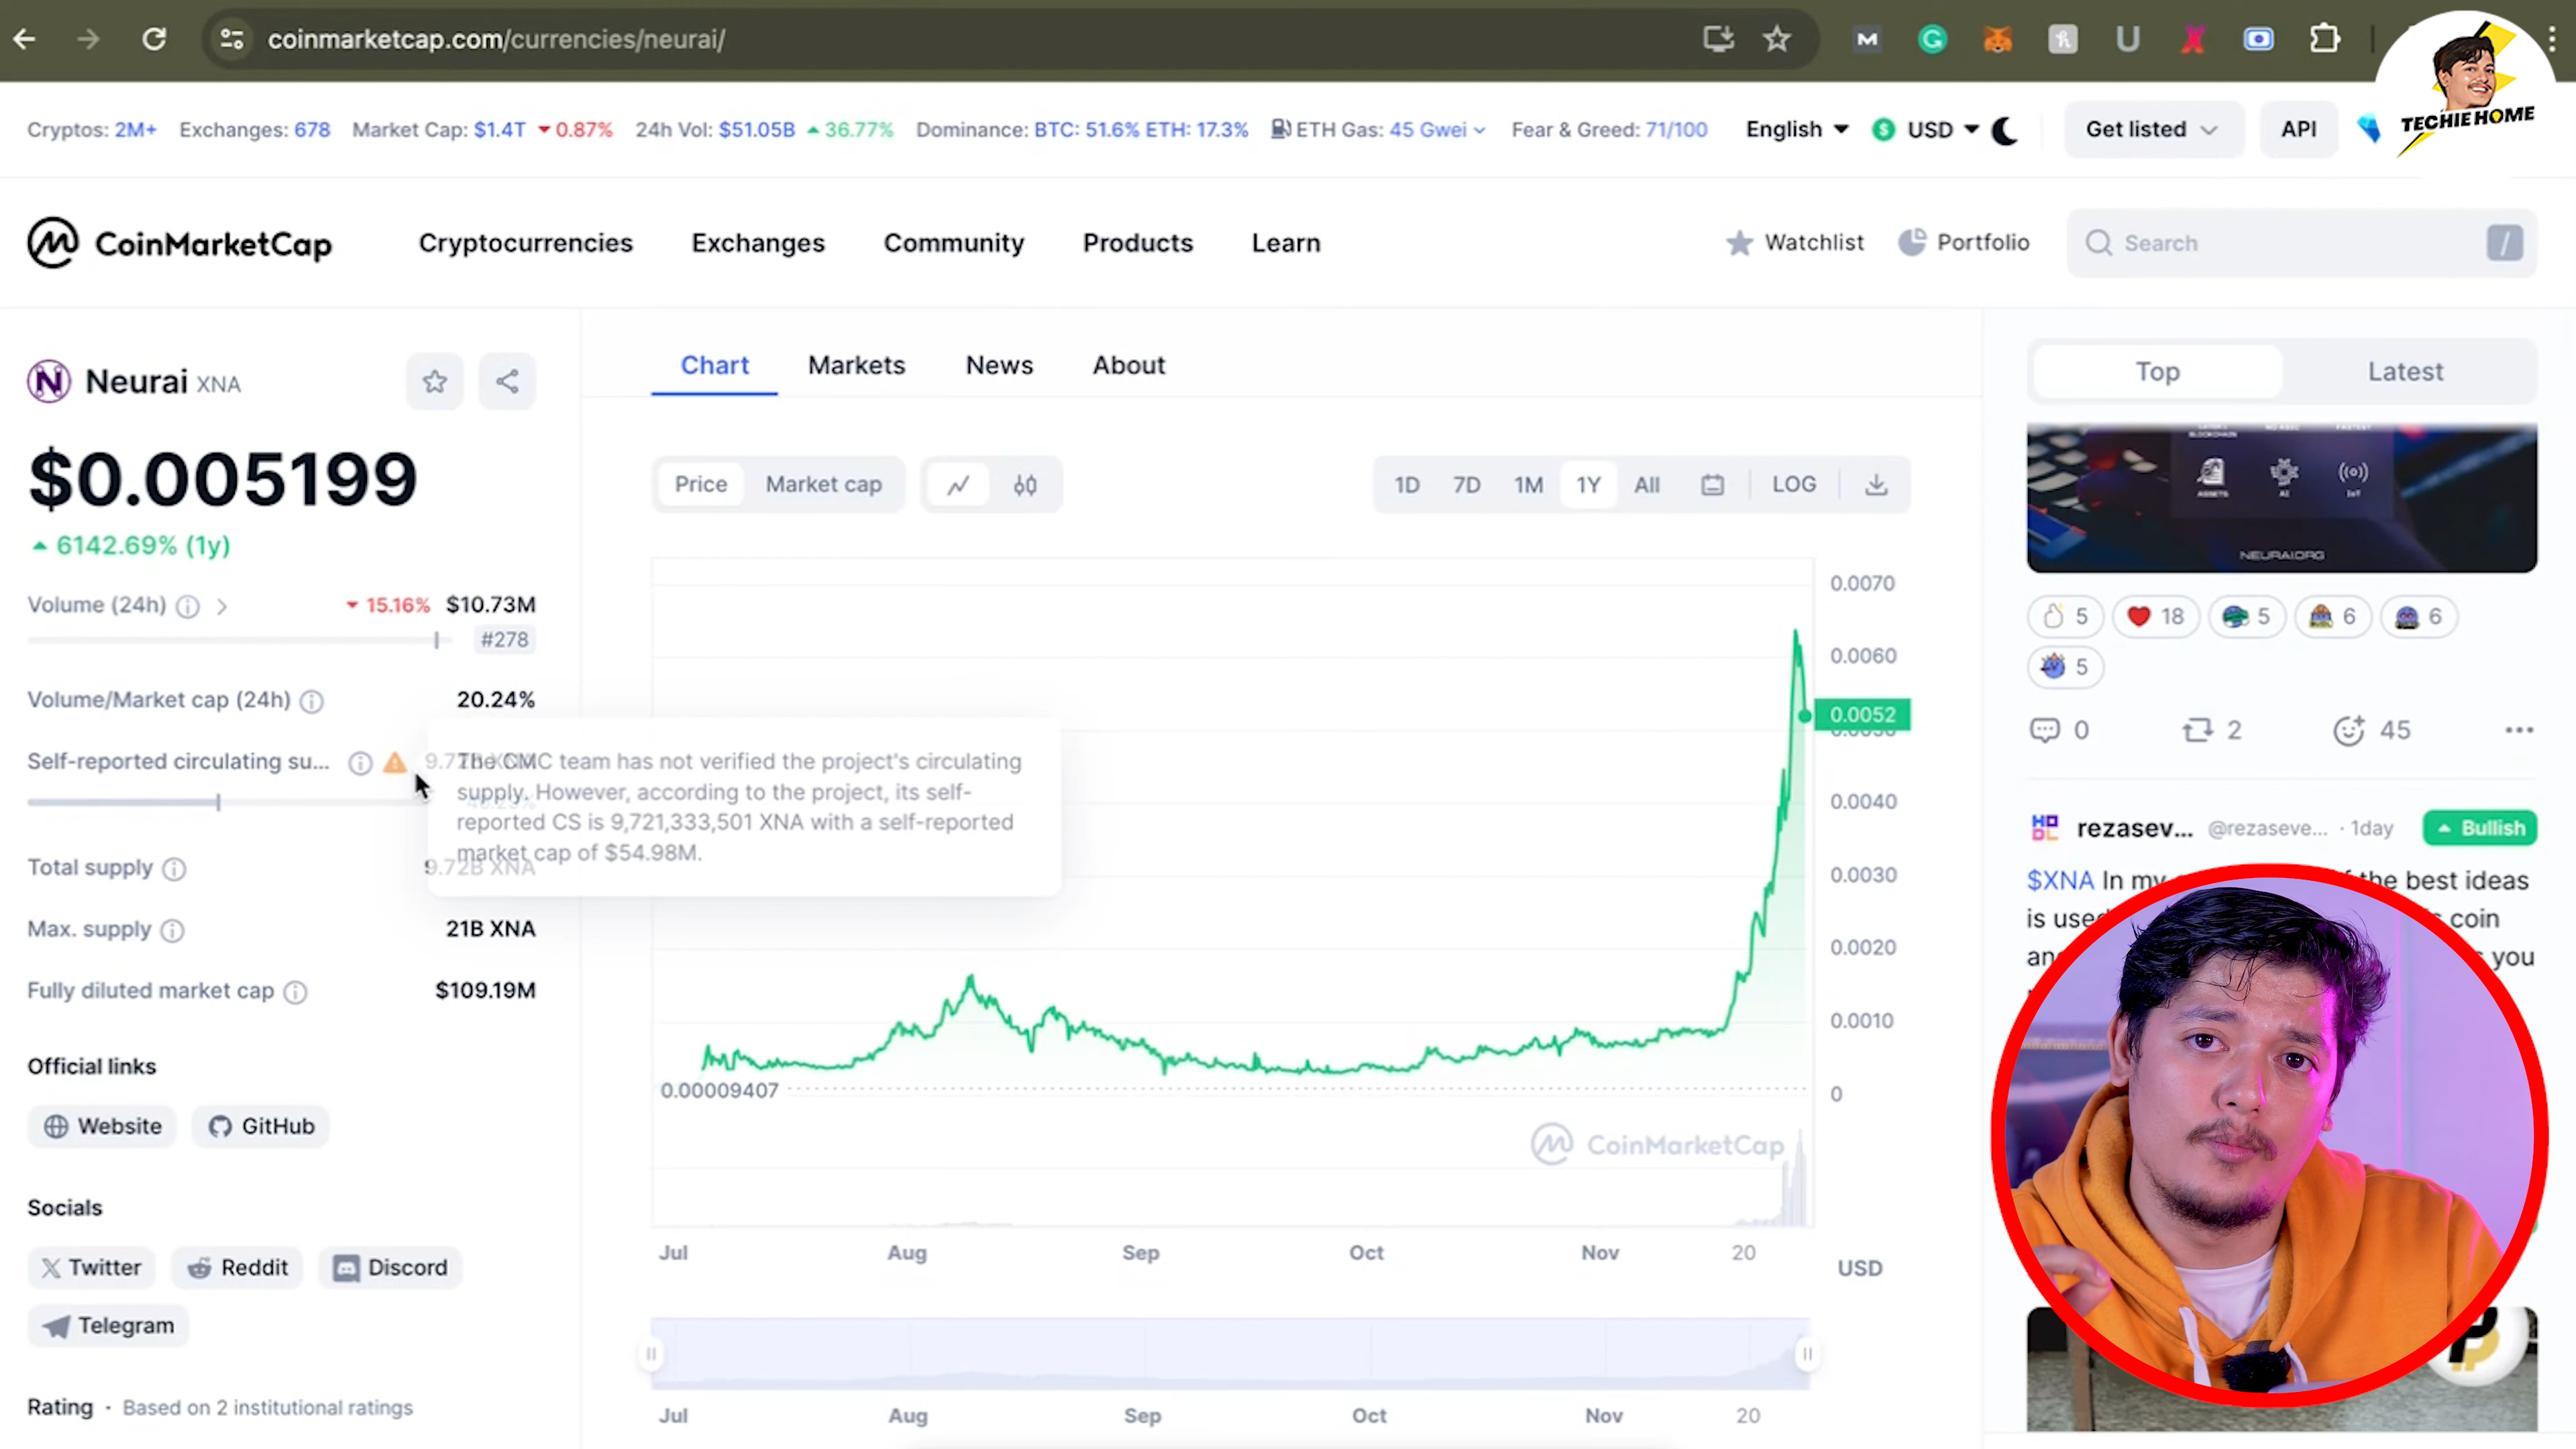 coinmarketcap.com/currencies/neurai/
TECHIE HOME
Cryptos: 2M+ Exchanges: 678 Market Cap: $1.4T 0.87% 24h Vol: $51.05B 36.77% Dominance: BTC: 51.6% ETH: 17.3% ETH Gas: 45 Gwei Fear & Greed: 71/100 English USD Get listed API
CoinMarketCap Cryptocurrencies Exchanges Community Products Learn Watchlist Portfolio Search /
Neurai XNA
$0.005199
6142.69% (1y)
Volume (24h) 15.16% $10.73M
#278
Volume/Market cap (24h) 20.24%
Self-reported circulating su...
The CMC team has not verified the project's circulating
supply. However, according to the project, its self-
reported CS is 9,721,333,501 XNA with a self-reported
market cap of $54.98M.
Total supply 9.72B XNA
Max. supply 21B XNA
Fully diluted market cap $109.19M
Official links
Website GitHub
Socials
Twitter Reddit Discord
Telegram
Rating · Based on 2 institutional ratings
Chart Markets News About
Price Market cap 1D 7D 1M 1Y All LOG
0.0070
0.0060
0.0052
0.0040
0.0030
0.0020
0.0010
0
0.00009407
CoinMarketCap
Jul Aug Sep Oct Nov 20
USD
Jul Aug Sep Oct Nov 20
Top Latest
BLOCKCHAIN
ASSETS AI IoT
NEURAI.ORG
5 18 5 6 6
5
0 2 45
rezasev... @rezaseve... · 1day Bullish
$XNA In my the best ideas
coin
you